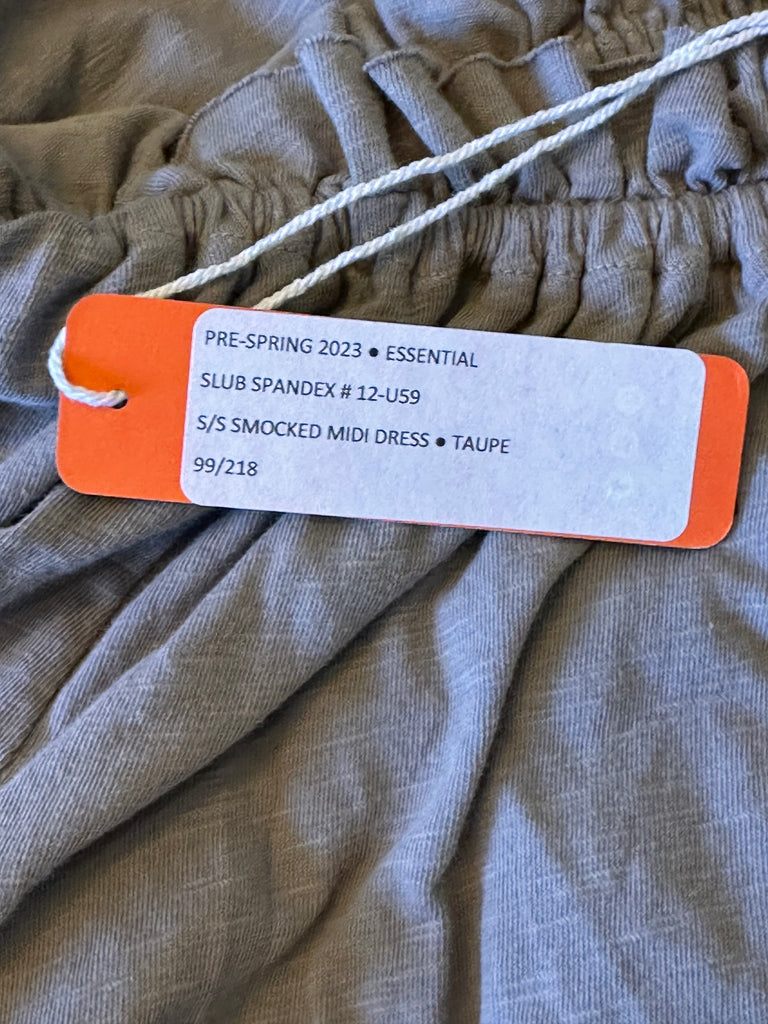 PRE-SPRING 2023 ● ESSENTIAL
SLUB SPANDEX # 12-U59
S/S SMOCKED MIDI DRESS ● TAUPE
99/218